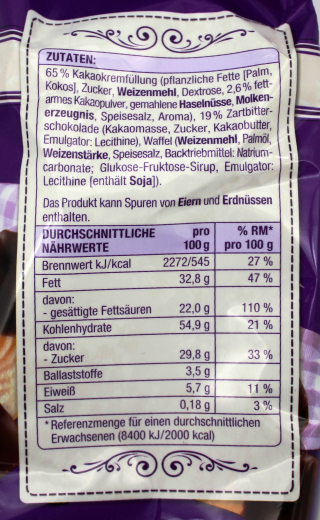 ZUTATEN:
65 % Kakaokremfüllung (pflanzliche Fette [Palm,
Kokos], Zucker, Weizenmehl, Dextrose, 2,6 % fett-
armes Kakaopulver, gemahlene Haselnüsse, Molken-
erzeugnis, Speisesalz, Aroma), 19 % Zartbitter-
schokolade (Kakaomasse, Zucker, Kakaobutter,
Emulgator: Lecithine), Waffel (Weizenmehl, Palmöl,
Weizenstärke, Speisesalz, Backtriebmittel: Natrium-
carbonate; Glukose-Fruktose-Sirup, Emulgator:
Lecithine [enthält Soja]).
Das Produkt kann Spuren von Eiern und Erdnüssen
enthalten.
DURCHSCHNITTLICHE pro % RM*
NÄHRWERTE 100 g pro 100 g
Brennwert kJ/kcal 2272/545 27 %
Fett 32,8 g 47 %
davon:
- gesättigte Fettsäuren 22,0 g 110 %
Kohlenhydrate 54,9 g 21 %
davon:
- Zucker 29,8 g 33 %
Ballaststoffe 3,5 g
Eiweiß 5,7 g 11 %
Salz 0,18 g 3 %
* Referenzmenge für einen durchschnittlichen
Erwachsenen (8400 kJ/2000 kcal)